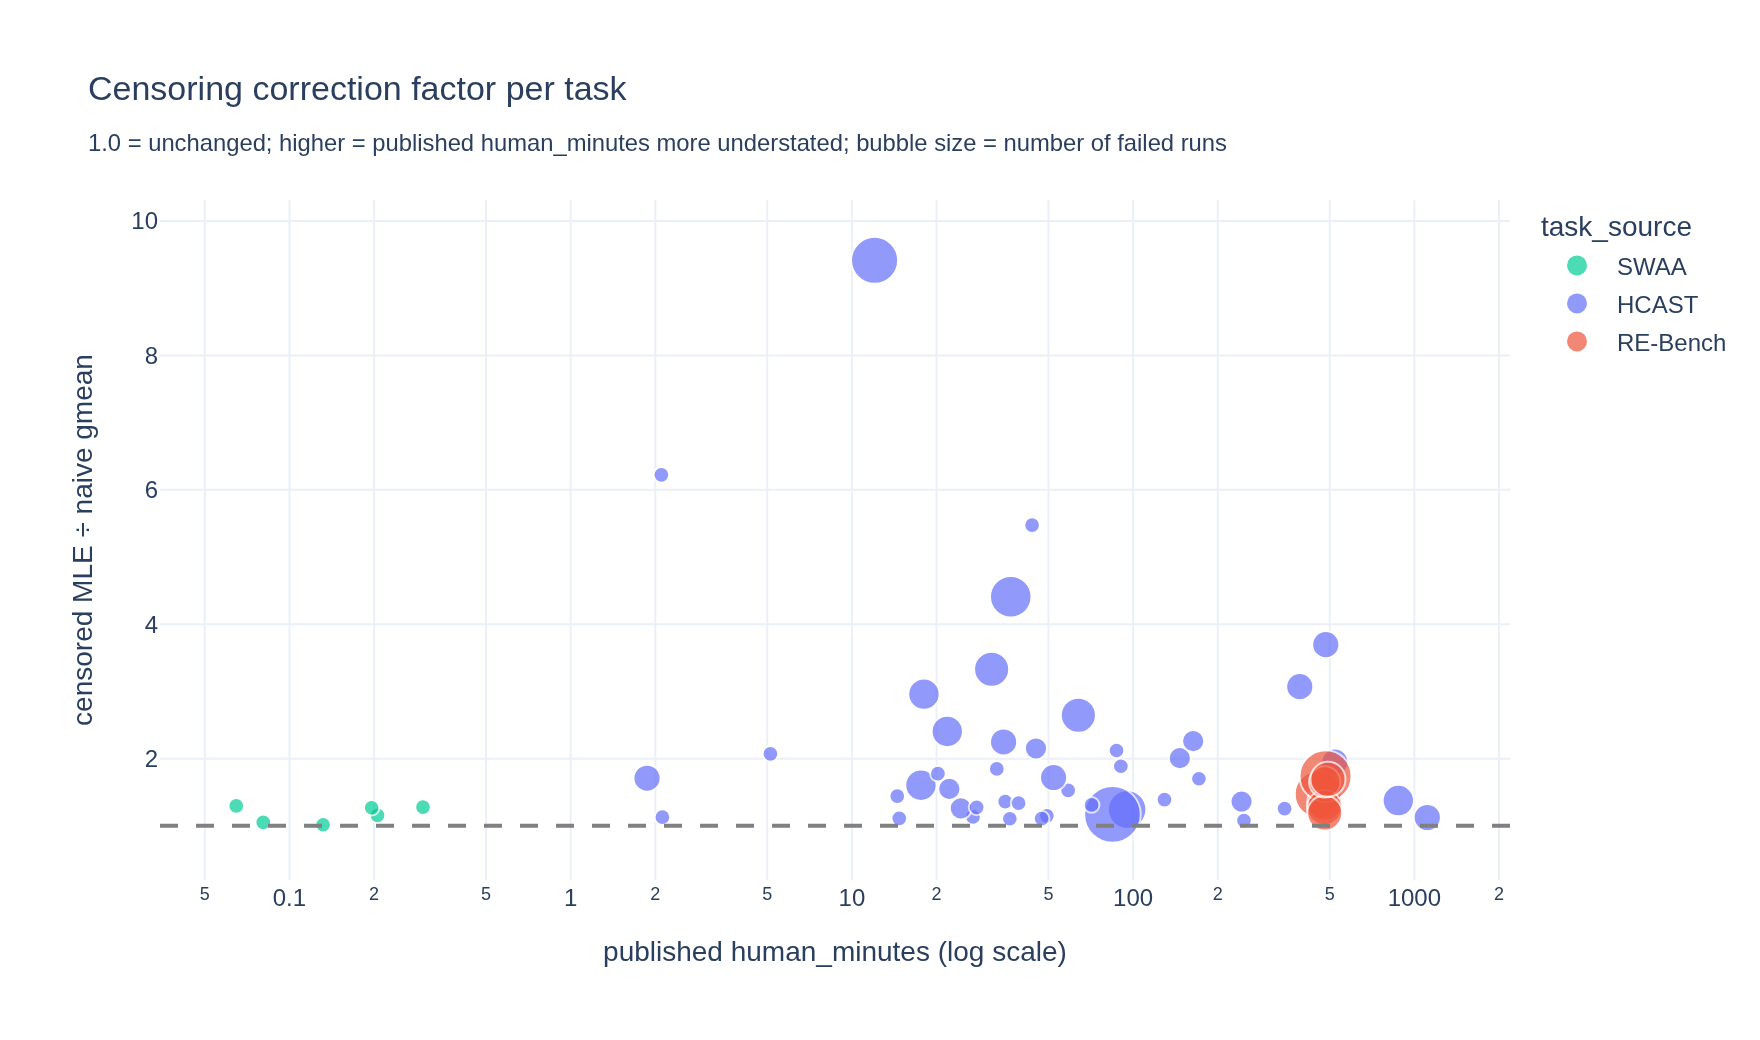 Censoring correction factor per task
1.0 = unchanged; higher = published human_minutes more understated; bubble size = number of failed runs
task_source
SWAA
HCAST
RE-Bench
censored MLE ÷ naive gmean
10
8
6
4
2
5 0.1 2 5 1 2 5 10 2 5 100 2 5 1000 2
published human_minutes (log scale)